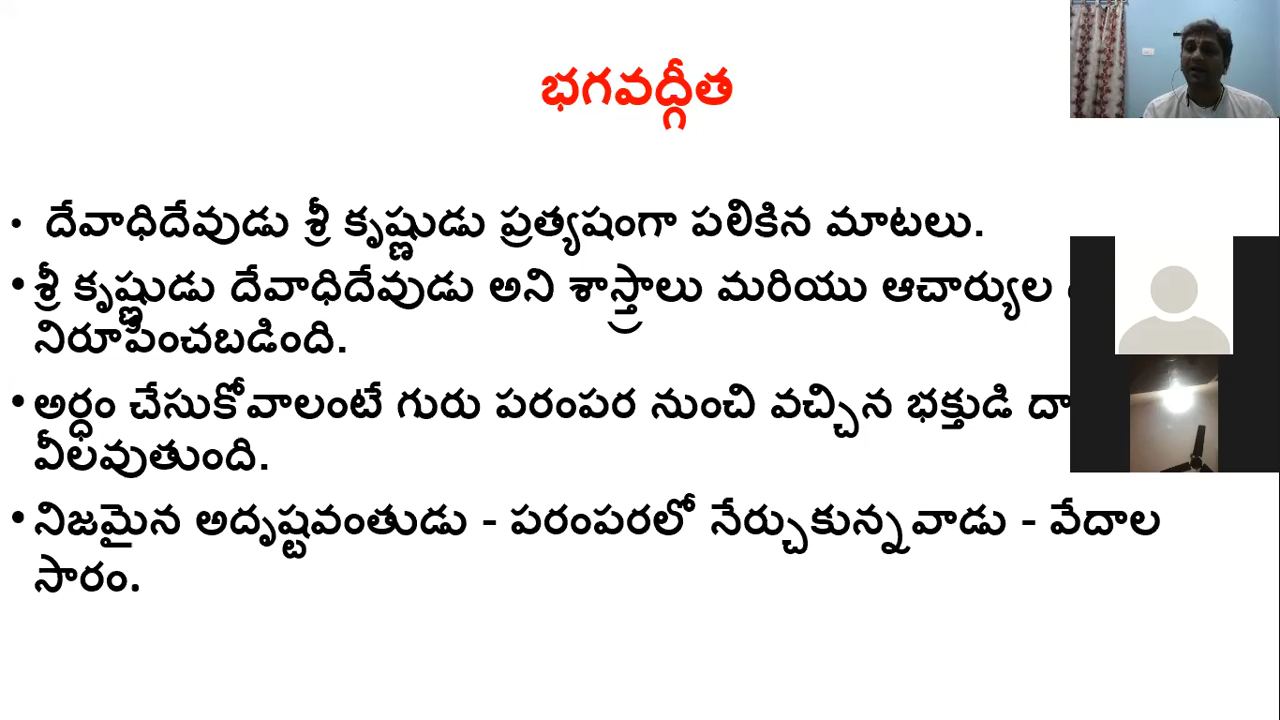 భగవద్గీత
• దేవాధిదేవుడు శ్రీ కృష్ణుడు ప్రత్యషంగా పలికిన మాటలు.
• శ్రీ కృష్ణుడు దేవాధిదేవుడు అని శాస్త్రాలు మరియు ఆచార్యుల
నిరూపించబడింది.
• అర్ధం చేసుకోవాలంటే గురు పరంపర నుంచి వచ్చిన భక్తుడి
వీలవుతుంది.
• నిజమైన అదృష్టవంతుడు - పరంపరలో నేర్చుకున్నవాడు - వేదాల
సారం.